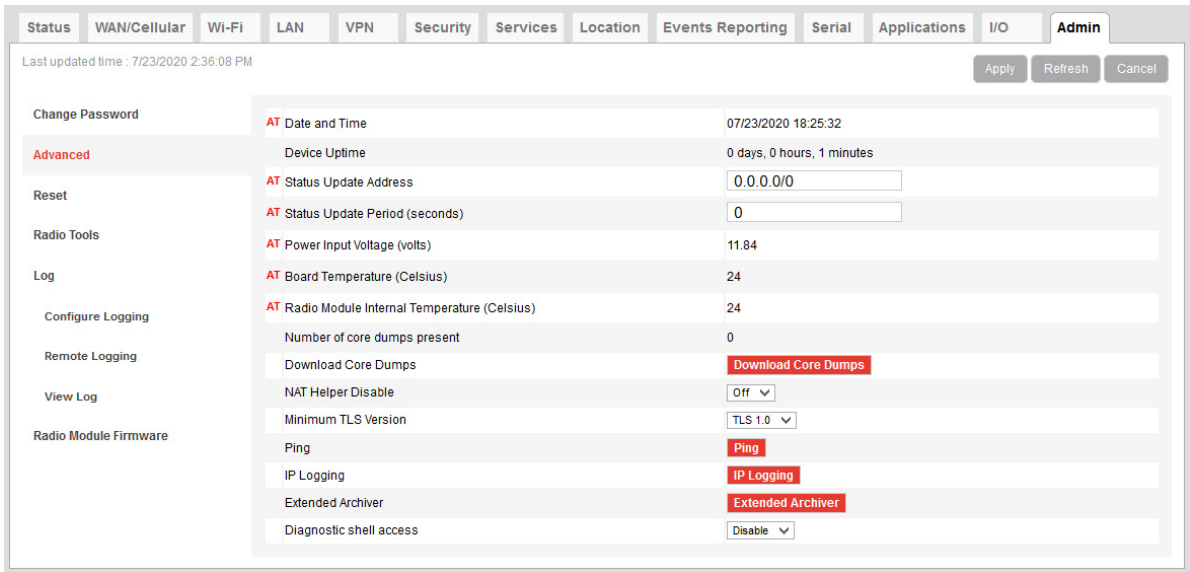 Status WAN/Cellular Wi-Fi LAN VPN Security Services Location Events Reporting Serial Applications I/O Admin
Last updated time : 7/23/2020 2:36:08 PM
Apply Refresh Cancel
Change Password
Advanced
Reset
Radio Tools
Log
Configure Logging
Remote Logging
View Log
Radio Module Firmware
AT Date and Time 07/23/2020 18:25:32
Device Uptime 0 days, 0 hours, 1 minutes
AT Status Update Address 0.0.0.0/0
AT Status Update Period (seconds) 0
AT Power Input Voltage (volts) 11.84
AT Board Temperature (Celsius) 24
AT Radio Module Internal Temperature (Celsius) 24
Number of core dumps present 0
Download Core Dumps Download Core Dumps
NAT Helper Disable Off
Minimum TLS Version TLS 1.0
Ping Ping
IP Logging IP Logging
Extended Archiver Extended Archiver
Diagnostic shell access Disable